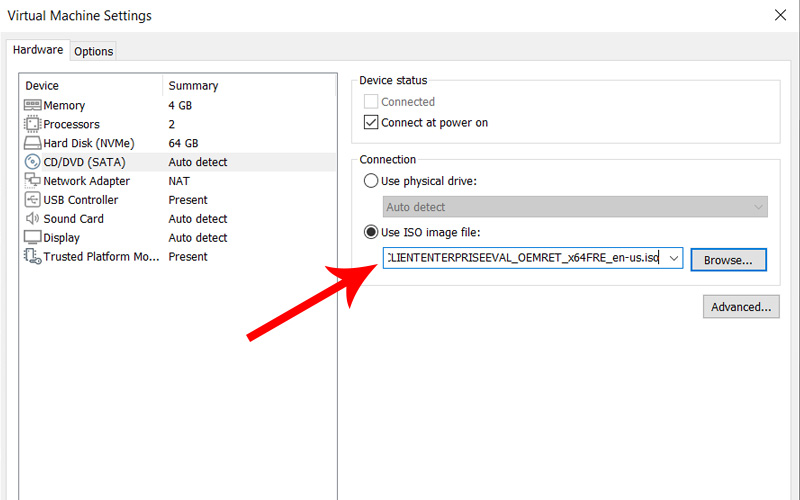 Virtual Machine Settings
Hardware Options
Device Summary
Memory 4 GB
Processors 2
Hard Disk (NVMe) 64 GB
CD/DVD (SATA) Auto detect
Network Adapter NAT
USB Controller Present
Sound Card Auto detect
Display Auto detect
Trusted Platform Mo... Present
Device status
Connected
Connect at power on
Connection
Use physical drive:
Auto detect
Use ISO image file:
CLIENTENTERPRISEEVAL_OEMRET_x64FRE_en-us.iso
Browse...
Advanced...